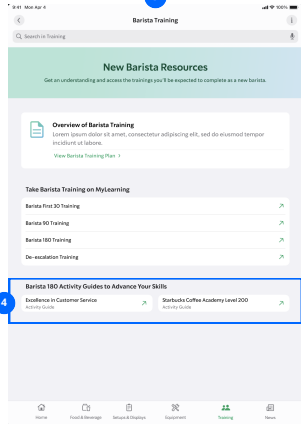 9:41 Mon Apr 4
100%
Barista Training
Search in Training
New Barista Resources
Get an understanding and access the trainings you'll be expected to complete as a new barista.
Overview of Barista Training
Lorem ipsum dolor sit amet, consectetur adipiscing elit, sed do eiusmod tempor
incidiunt ut labore.
View Barista Training Plan >
Take Barista Training on MyLearning
Barista First 30 Training
Barista 90 Training
Barista 180 Training
De-escalation Training
4
Barista 180 Activity Guides to Advance Your Skills
Excellence in Customer Service
Activity Guide
Starbucks Coffee Academy Level 200
Activity Guide
Home
Food & Beverage
Setups & Displays
Equipment
Training
News